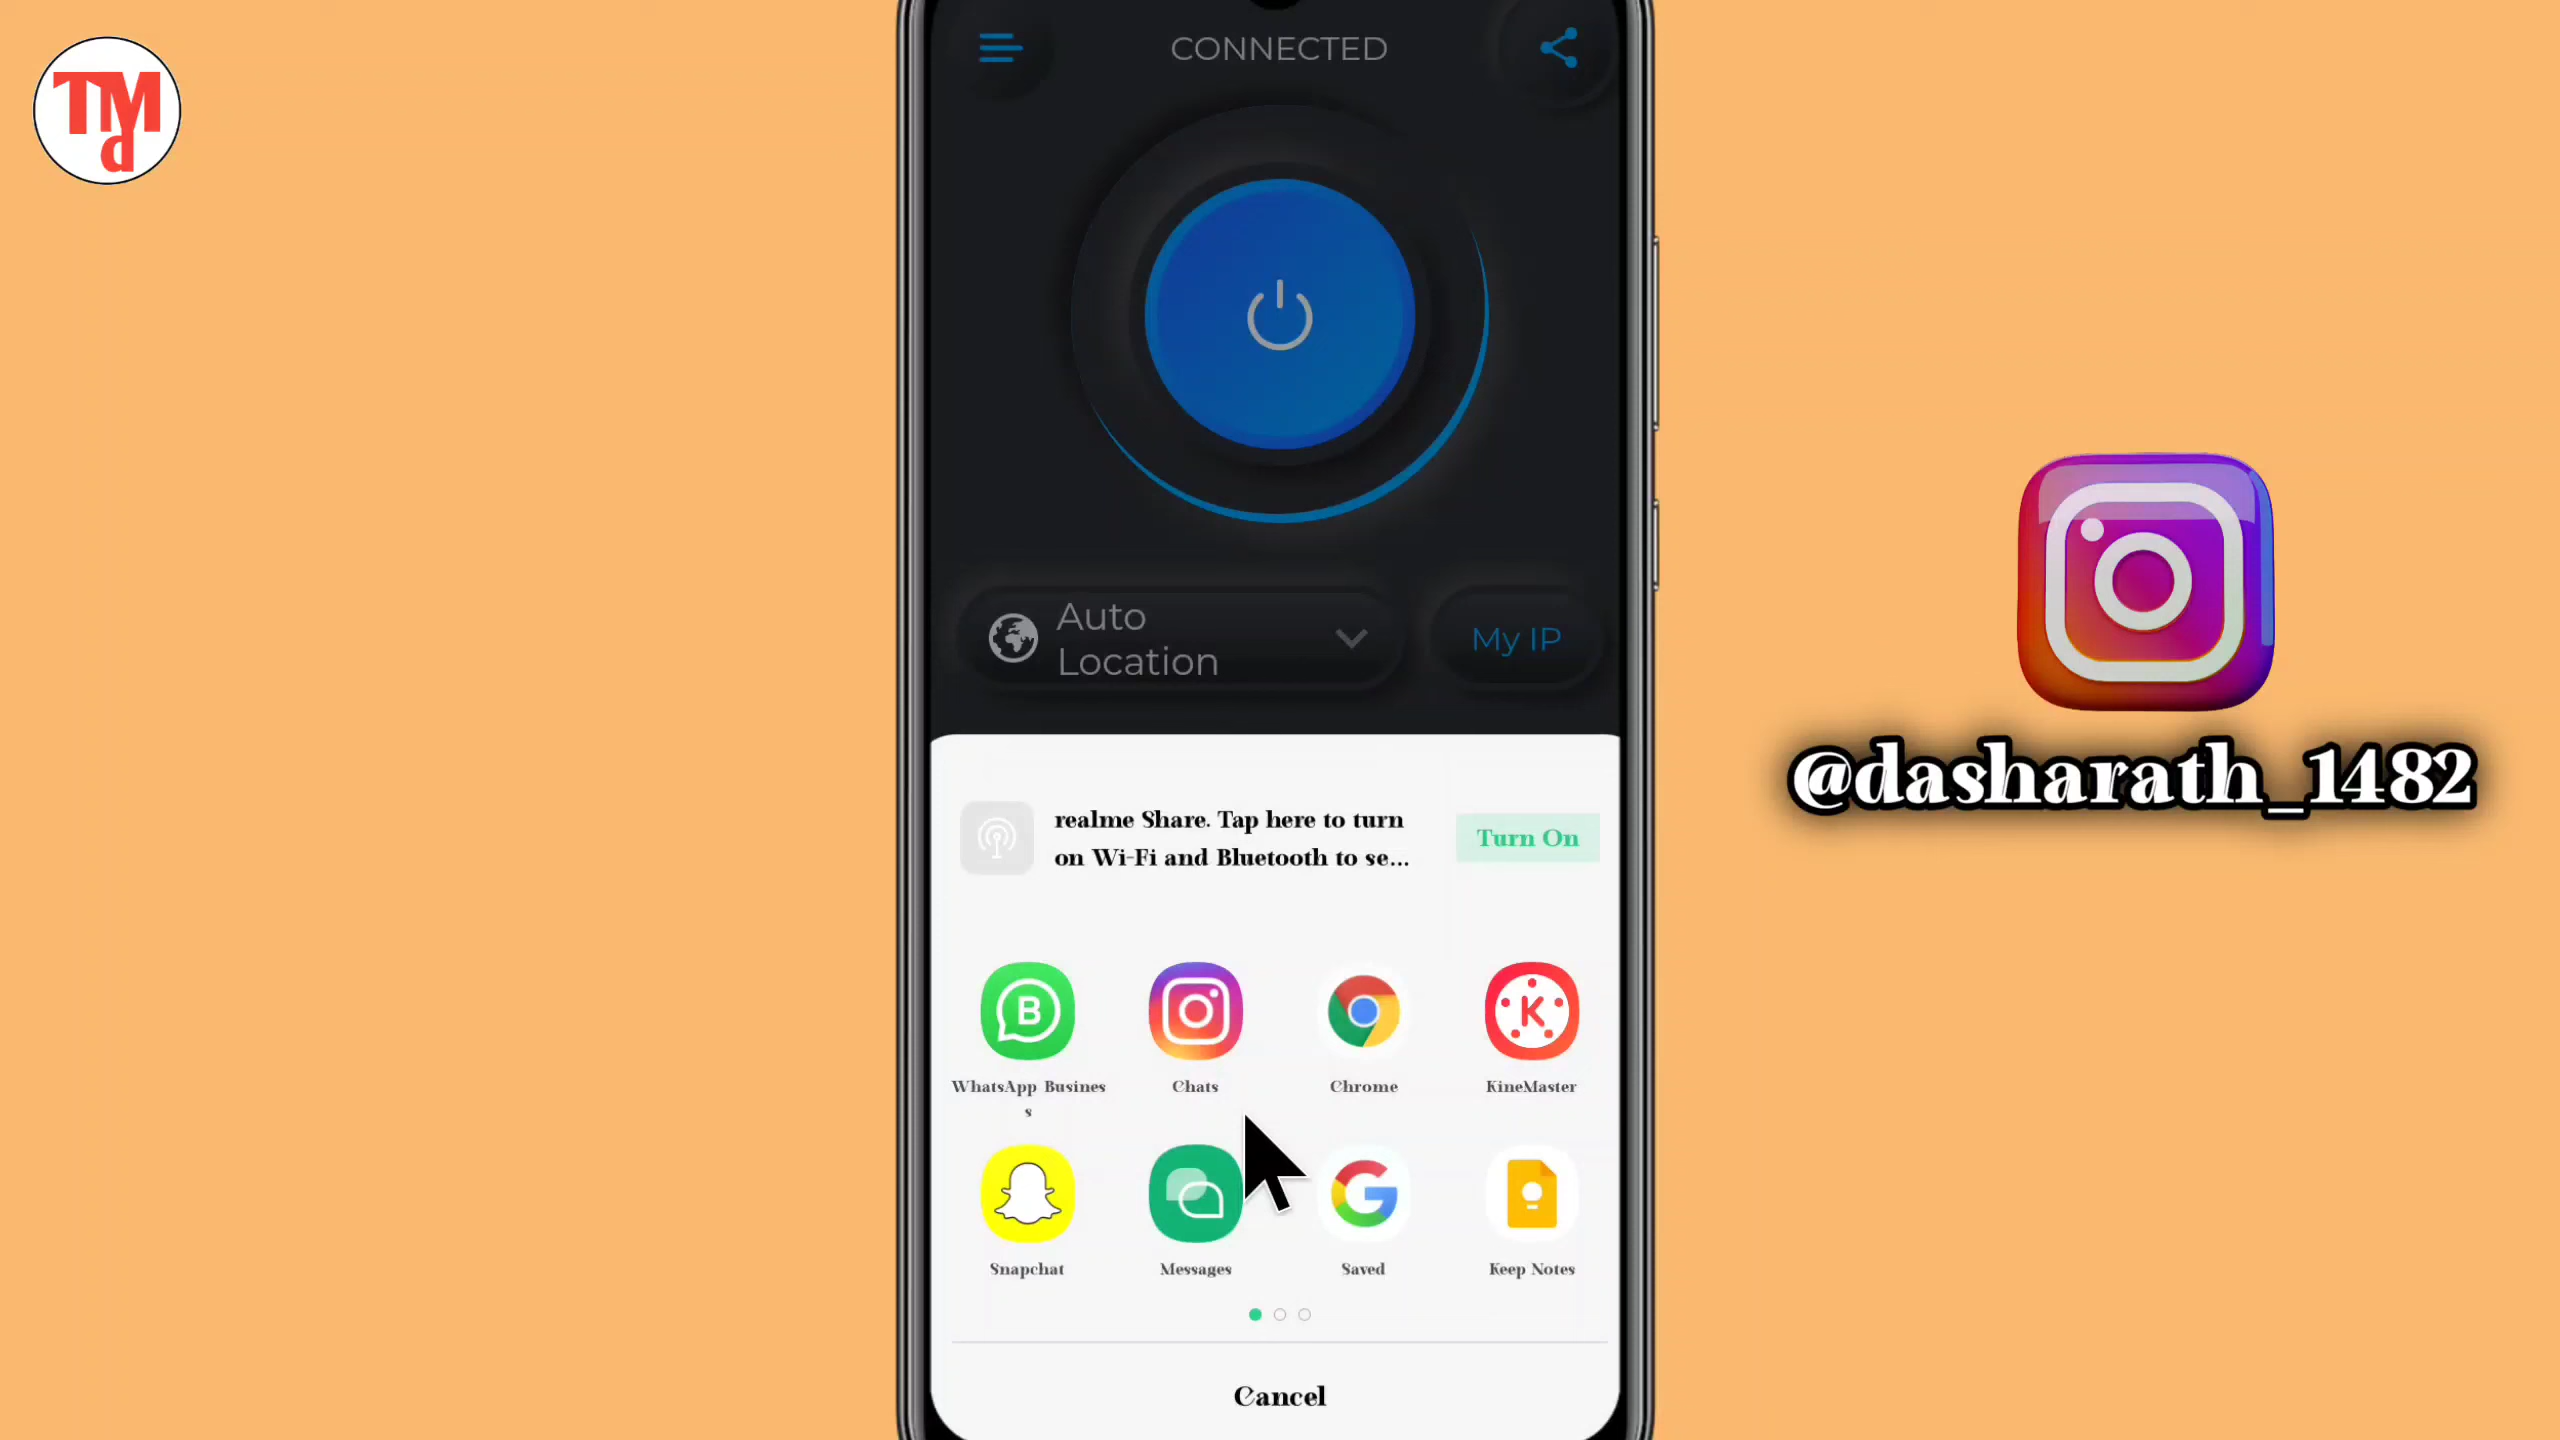 TMd
CONNECTED
Auto
Location
My IP
@dasharath_1482
realme Share. Tap here to turn
on Wi-Fi and Bluetooth to se...
Turn On
B
K
WhatsApp Busines
s
Chats
Chrome
KineMaster
Snapchat
Messages
Saved
Keep Notes
Cancel